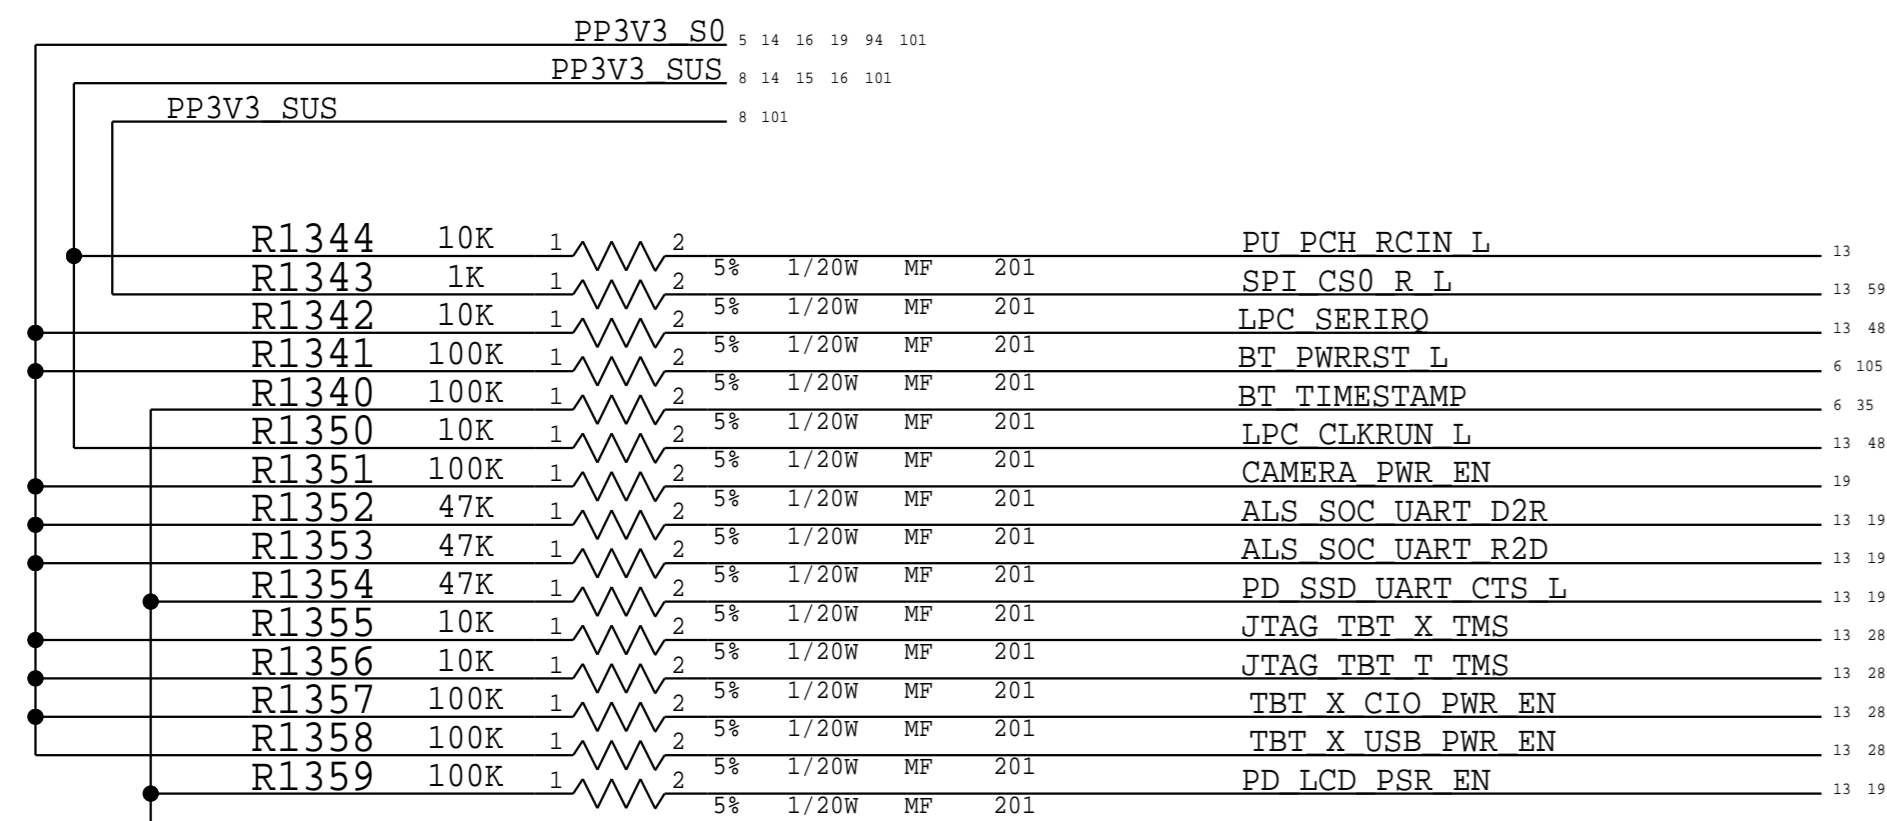 PP3V3_S0 5 14 16 19 94 101
PP3V3_SUS 8 14 15 16 101
PP3V3_SUS 8 101
R1344 10K 1 2 PU_PCH_RCIN_L 13
5% 1/20W MF 201
R1343 1K 1 2 SPI_CS0_R_L 13 59
5% 1/20W MF 201
R1342 10K 1 2 LPC_SERIRQ 13 48
5% 1/20W MF 201
R1341 100K 1 2 BT_PWRRST_L 6 105
5% 1/20W MF 201
R1340 100K 1 2 BT_TIMESTAMP 6 35
5% 1/20W MF 201
R1350 10K 1 2 LPC_CLKRUN_L 13 48
5% 1/20W MF 201
R1351 100K 1 2 CAMERA_PWR_EN 19
5% 1/20W MF 201
R1352 47K 1 2 ALS_SOC_UART_D2R 13 19
5% 1/20W MF 201
R1353 47K 1 2 ALS_SOC_UART_R2D 13 19
5% 1/20W MF 201
R1354 47K 1 2 PD_SSD_UART_CTS_L 13 19
5% 1/20W MF 201
R1355 10K 1 2 JTAG_TBT_X_TMS 13 28
5% 1/20W MF 201
R1356 10K 1 2 JTAG_TBT_T_TMS 13 28
5% 1/20W MF 201
R1357 100K 1 2 TBT_X_CIO_PWR_EN 13 28
5% 1/20W MF 201
R1358 100K 1 2 TBT_X_USB_PWR_EN 13 28
5% 1/20W MF 201
R1359 100K 1 2 PD_LCD_PSR_EN 13 19
5% 1/20W MF 201